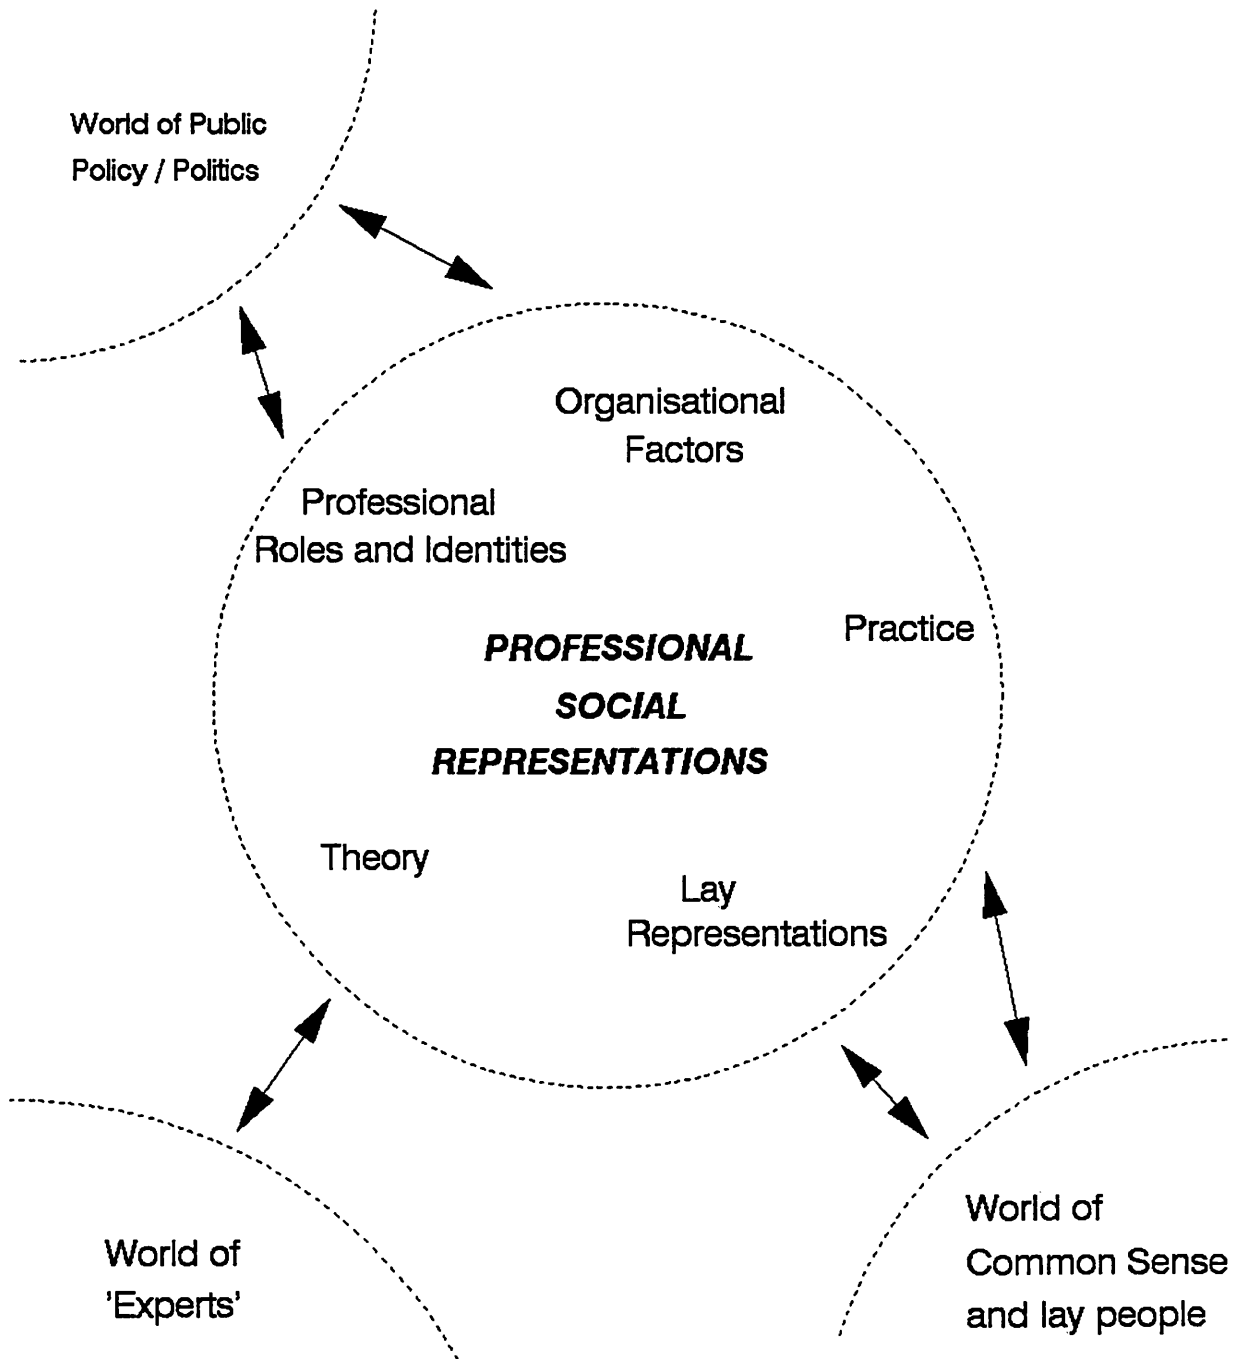 World of Public
Policy / Politics
Organisational
Factors
Professional
Roles and Identities
Practice
PROFESSIONAL
SOCIAL
REPRESENTATIONS
Theory
Lay
Representations
World of
'Experts'
World of
Common Sense
and lay people